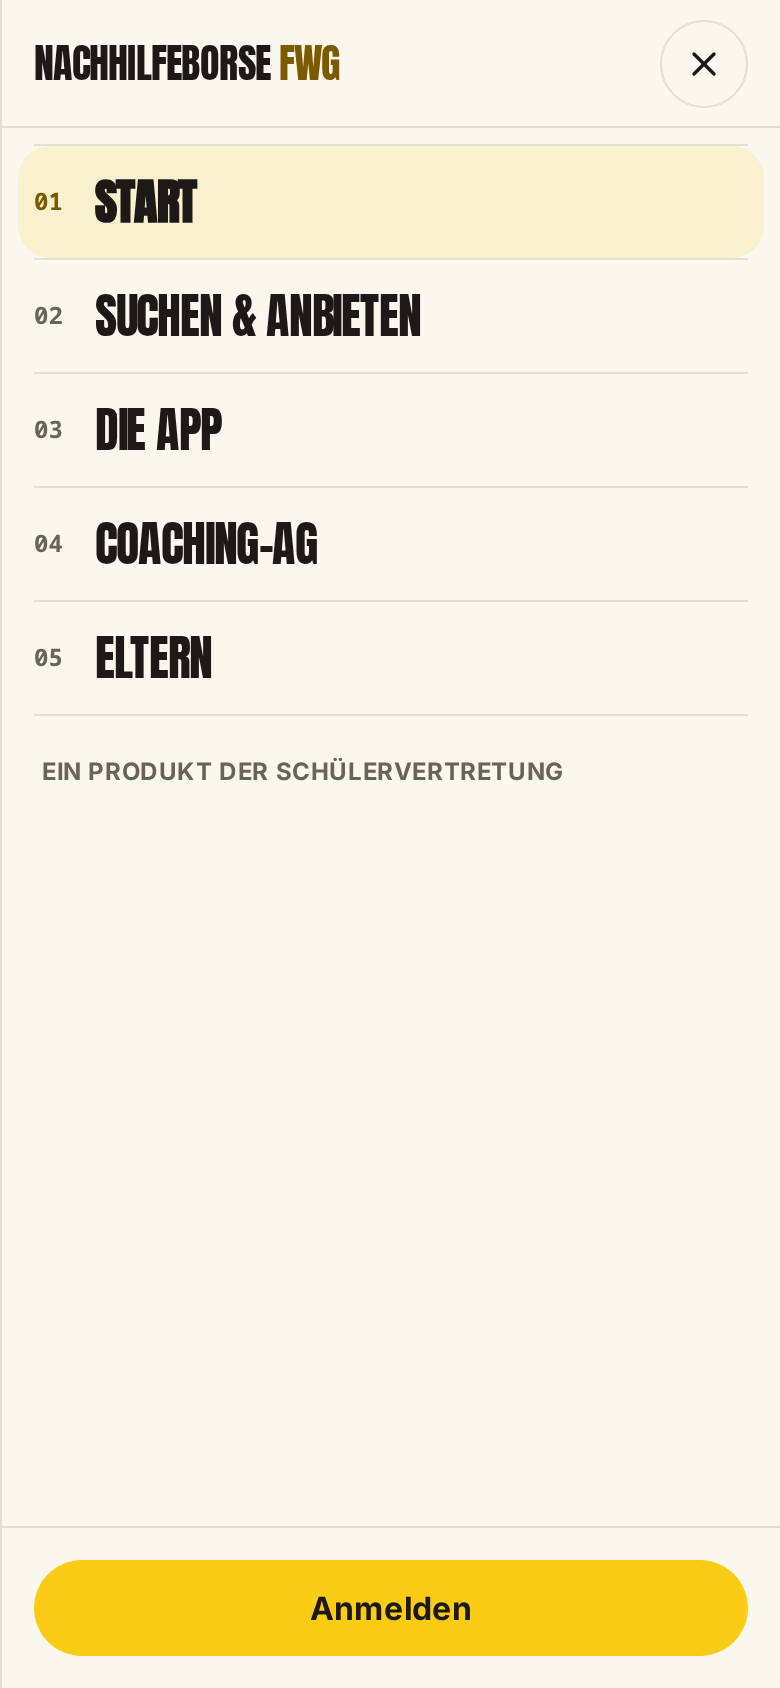 NACHHILFEBORSE FWG
01 START
02 SUCHEN & ANBIETEN
03 DIE APP
04 COACHING-AG
05 ELTERN
EIN PRODUKT DER SCHÜLERVERTRETUNG
Anmelden